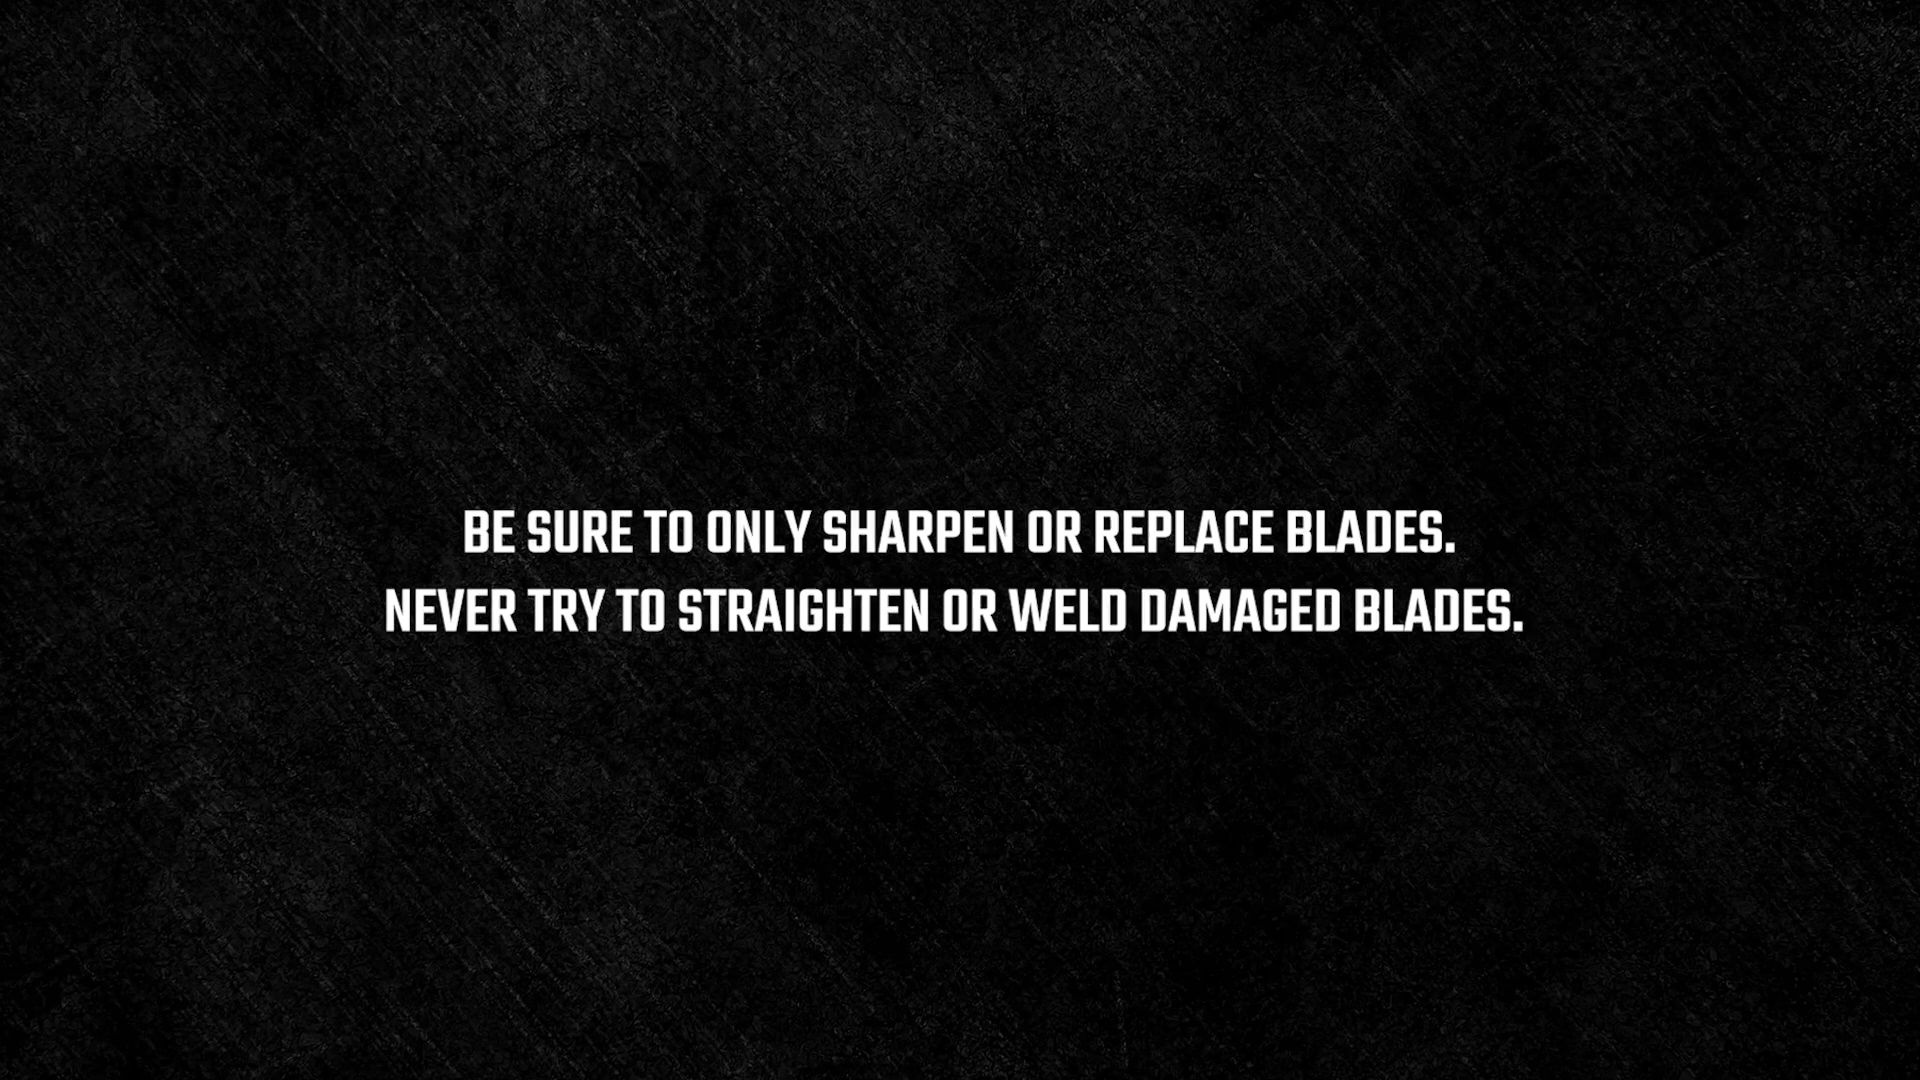 BE SURE TO ONLY SHARPEN OR REPLACE BLADES.
NEVER TRY TO STRAIGHTEN OR WELD DAMAGED BLADES.